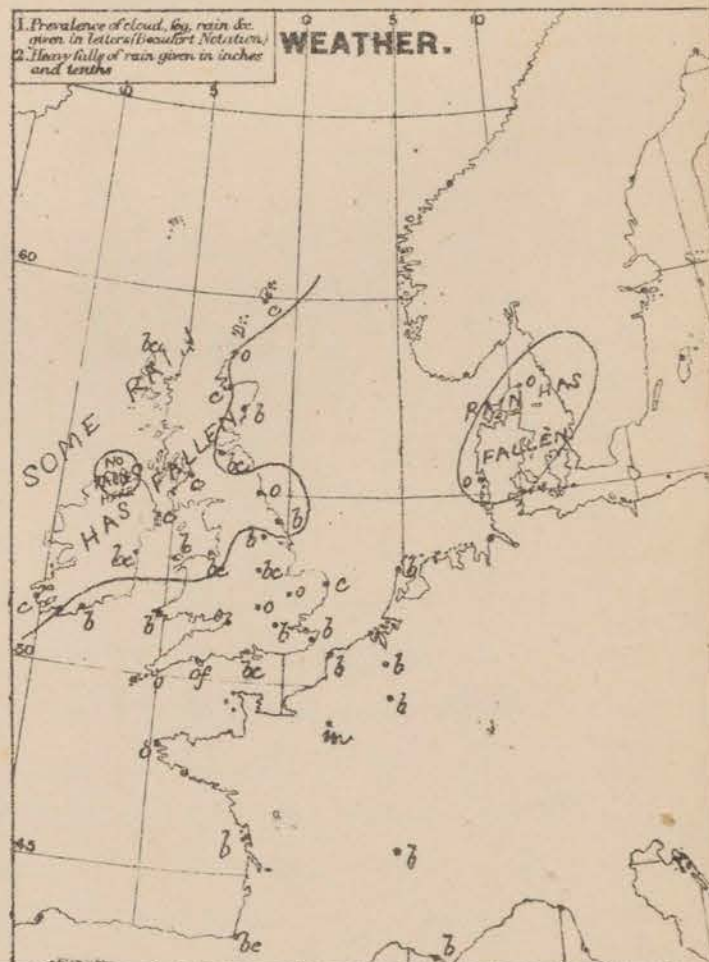 1. Prevalence of cloud, fog, rain &c.
given in letters (Beaufort Notation)
2. Heavy falls of rain given in inches
and tenths
WEATHER.
10
5
0
5
10
60
50
45
SOME RAIN
HAS FALLEN
NO
RAIN HAS
FALLEN
c
o
bc
o
c
b
bc
o
o
o
b
b
b
bc
bc
bc
o
c
b
c
b
b
o
b
b
b
o
of
bc
b
b
b
m
b
b
bc
b
o
o